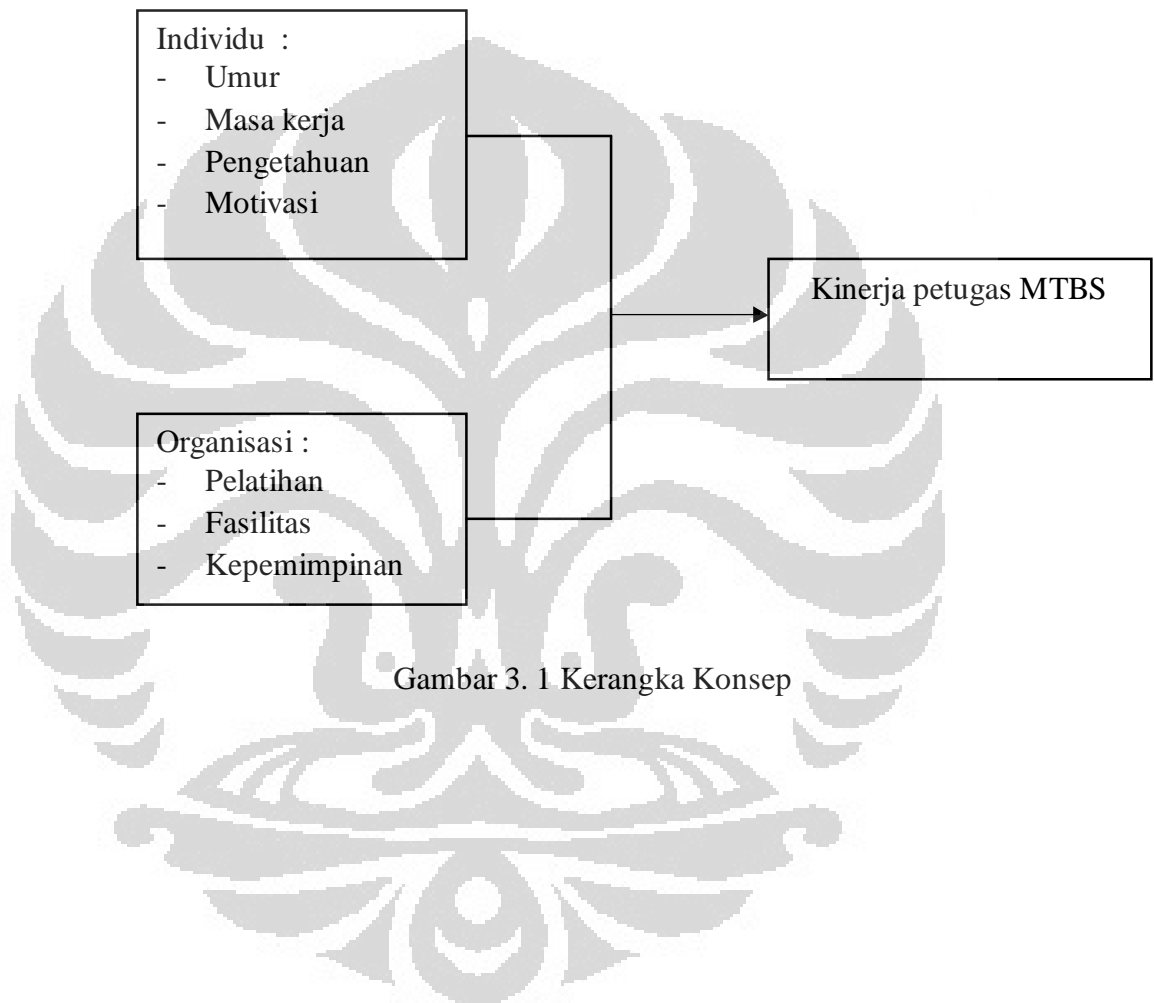 Individu :
- Umur
- Masa kerja
- Pengetahuan
- Motivasi
Kinerja petugas MTBS
Organisasi :
- Pelatihan
- Fasilitas
- Kepemimpinan
Gambar 3. 1 Kerangka Konsep